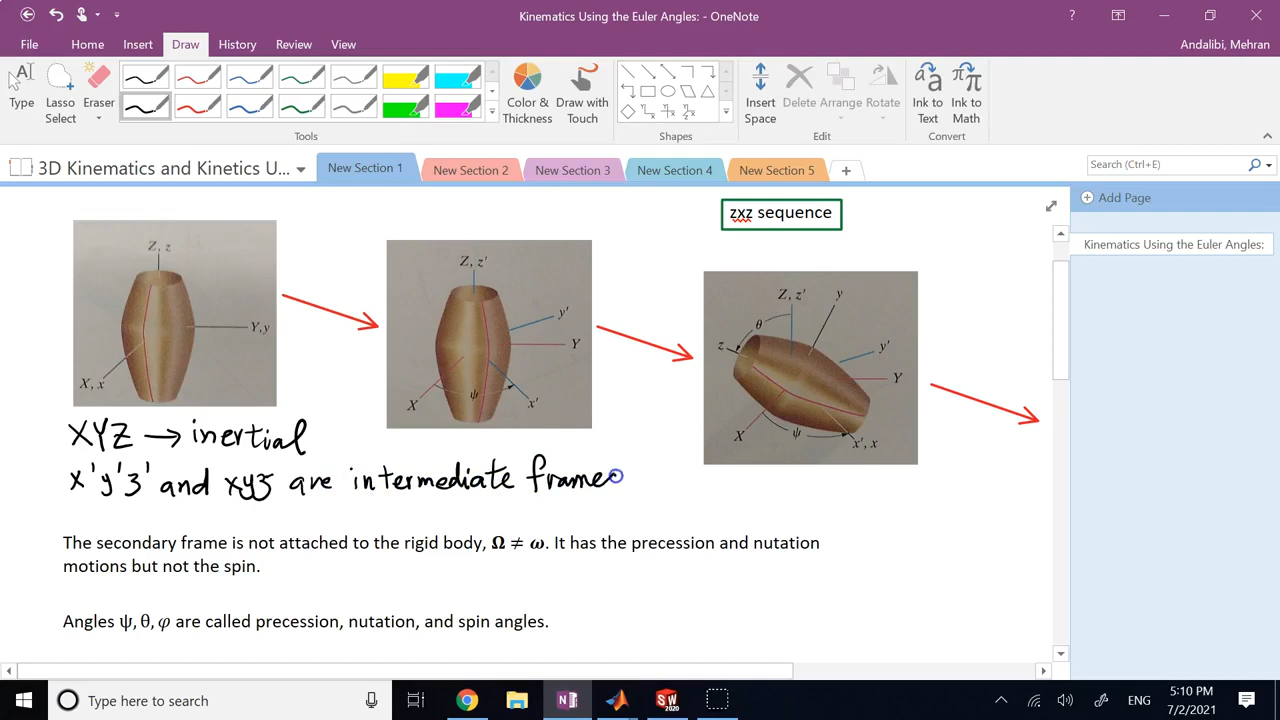 Kinematics Using the Euler Angles: - OneNote
File Home Insert Draw History Review View
Andalibi, Mehran
Type
Lasso Select
Eraser
Color & Thickness
Draw with Touch
Insert Space
Delete
Arrange
Rotate
Ink to Text
Ink to Math
Tools
Shapes
Edit
Convert
3D Kinematics and Kinetics U...
New Section 1
New Section 2
New Section 3
New Section 4
New Section 5
Search (Ctrl+E)
Add Page
Kinematics Using the Euler Angles:
zxz sequence
Z, z
Y,y
X, x
Z, z'
y'
Y
X
ψ
x'
Z, z'
y
θ
z
y'
Y
X
ψ
x', x
XYZ → inertial
x'y'z' and xyz are intermediate frame
The secondary frame is not attached to the rigid body, Ω ≠ ω. It has the precession and nutation
motions but not the spin.
Angles ψ, θ, φ are called precession, nutation, and spin angles.
Type here to search
ENG
5:10 PM
7/2/2021